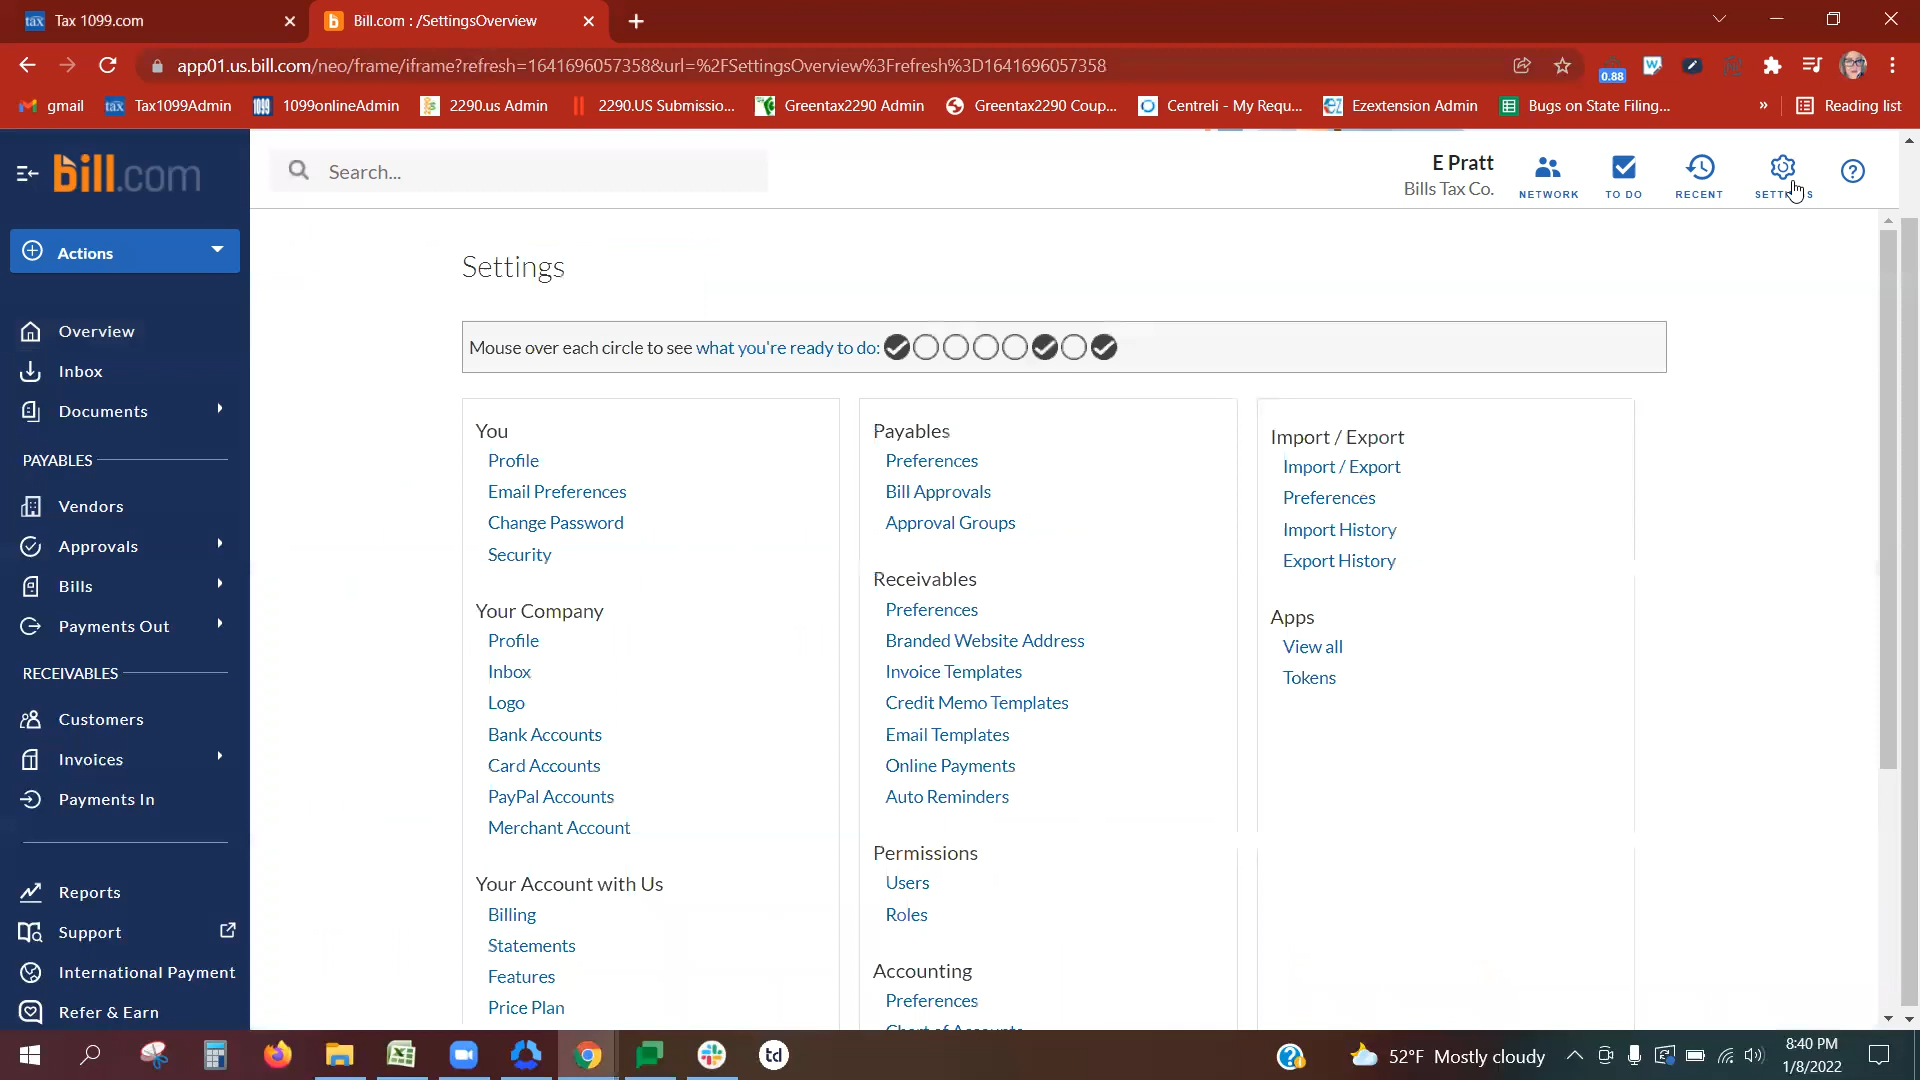 Tax 1099.com
Bill.com : /SettingsOverview
app01.us.bill.com/neo/frame/iframe?refresh=1641696057358&url=%2FSettingsOverview%3Frefresh%3D1641696057358
0.88
gmail
Tax1099Admin
1099onlineAdmin
2290.us Admin
2290.US Submissio...
Greentax2290 Admin
Greentax2290 Coup...
Centreli - My Requ...
Ezextension Admin
Bugs on State Filing...
»
Reading list
bill.com
Search...
E Pratt
Bills Tax Co.
NETWORK
TO DO
RECENT
Actions
Overview
Inbox
Documents
PAYABLES
Vendors
Approvals
Bills
Payments Out
RECEIVABLES
Customers
Invoices
Payments In
Reports
Support
International Payment
Refer & Earn
Settings
Mouse over each circle to see what you're ready to do:
You
Profile
Email Preferences
Change Password
Security
Your Company
Profile
Inbox
Logo
Bank Accounts
Card Accounts
PayPal Accounts
Merchant Account
Your Account with Us
Billing
Statements
Features
Price Plan
Payables
Preferences
Bill Approvals
Approval Groups
Receivables
Preferences
Branded Website Address
Invoice Templates
Credit Memo Templates
Email Templates
Online Payments
Auto Reminders
Permissions
Users
Roles
Accounting
Preferences
Chart of Accounts
Import / Export
Import / Export
Preferences
Import History
Export History
Apps
View all
Tokens
td
52°F Mostly cloudy
8:40 PM
1/8/2022